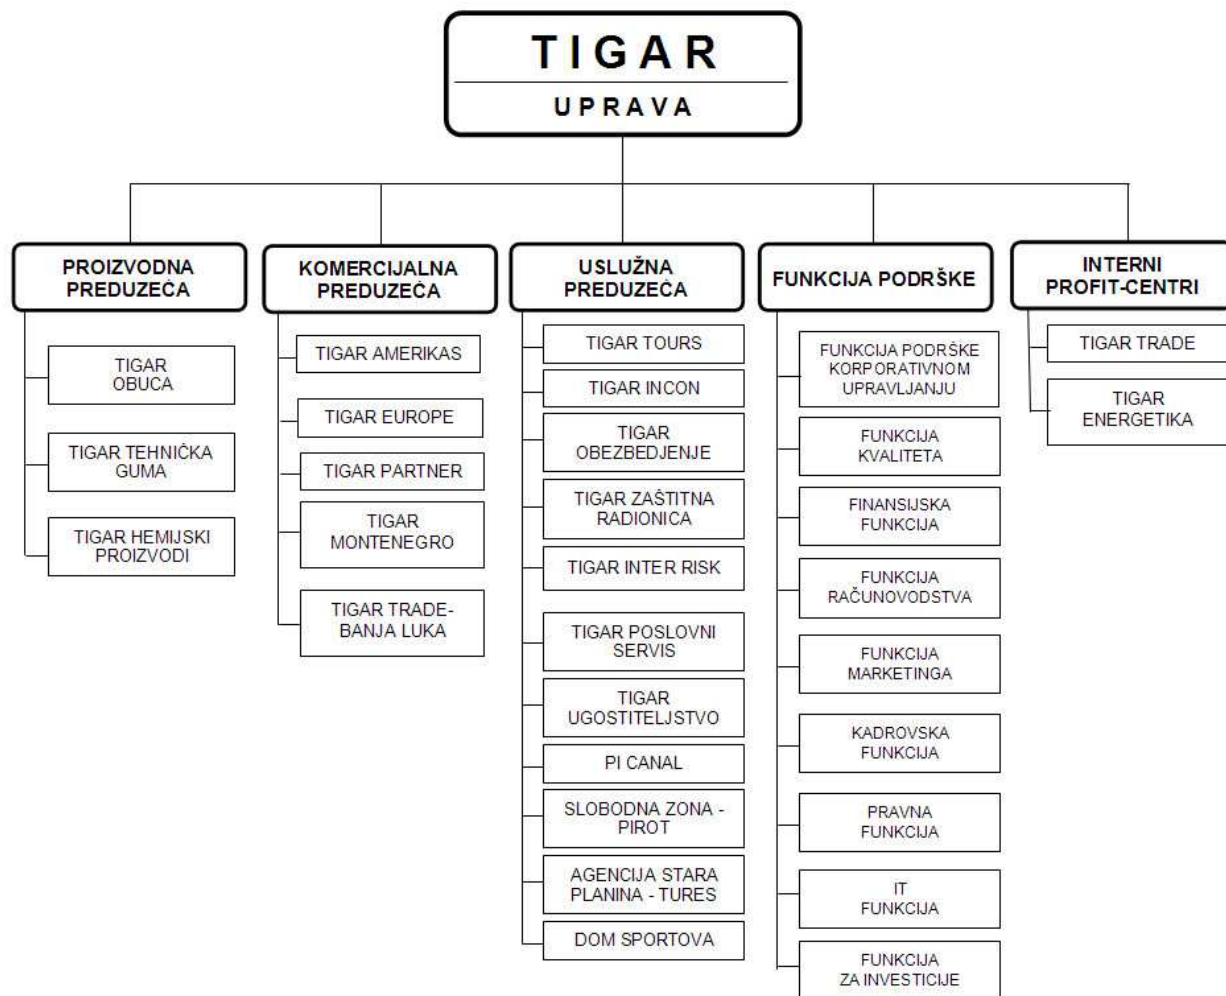 TIGAR
UPRAVA
PROIZVODNA
PREDUZEĆA
TIGAR
OBUCA
TIGAR TEHNIČKA
GUMA
TIGAR HEMIJSKI
PROIZVODI
KOMERCIJALNA
PREDUZEĆA
TIGAR AMERIKAS
TIGAR EUROPE
TIGAR PARTNER
TIGAR
MONTENEGRO
TIGAR TRADE-
BANJA LUKA
USLUŽNA
PREDUZEĆA
TIGAR TOURS
TIGAR INCON
TIGAR
OBEZBEDJENJE
TIGAR ZAŠTITNA
RADIONICA
TIGAR INTER RISK
TIGAR POSLOVNI
SERVIS
TIGAR
UGOSTITELJSTVO
PI CANAL
SLOBODNA ZONA -
PIROT
AGENCIJA STARA
PLANINA - TURES
DOM SPORTOVA
FUNKCIJA PODRŠKE
FUNKCIJA PODRŠKE
KORPORATIVNOM
UPRAVLJANJU
FUNKCIJA
KVALITETA
FINANSIJSKA
FUNKCIJA
FUNKCIJA
RAČUNOVODSTVA
FUNKCIJA
MARKETINGA
KADROVSKA
FUNKCIJA
PRAVNA
FUNKCIJA
IT
FUNKCIJA
FUNKCIJA
ZA INVESTICIJE
INTERNI
PROFIT-CENTRI
TIGAR TRADE
TIGAR
ENERGETIKA